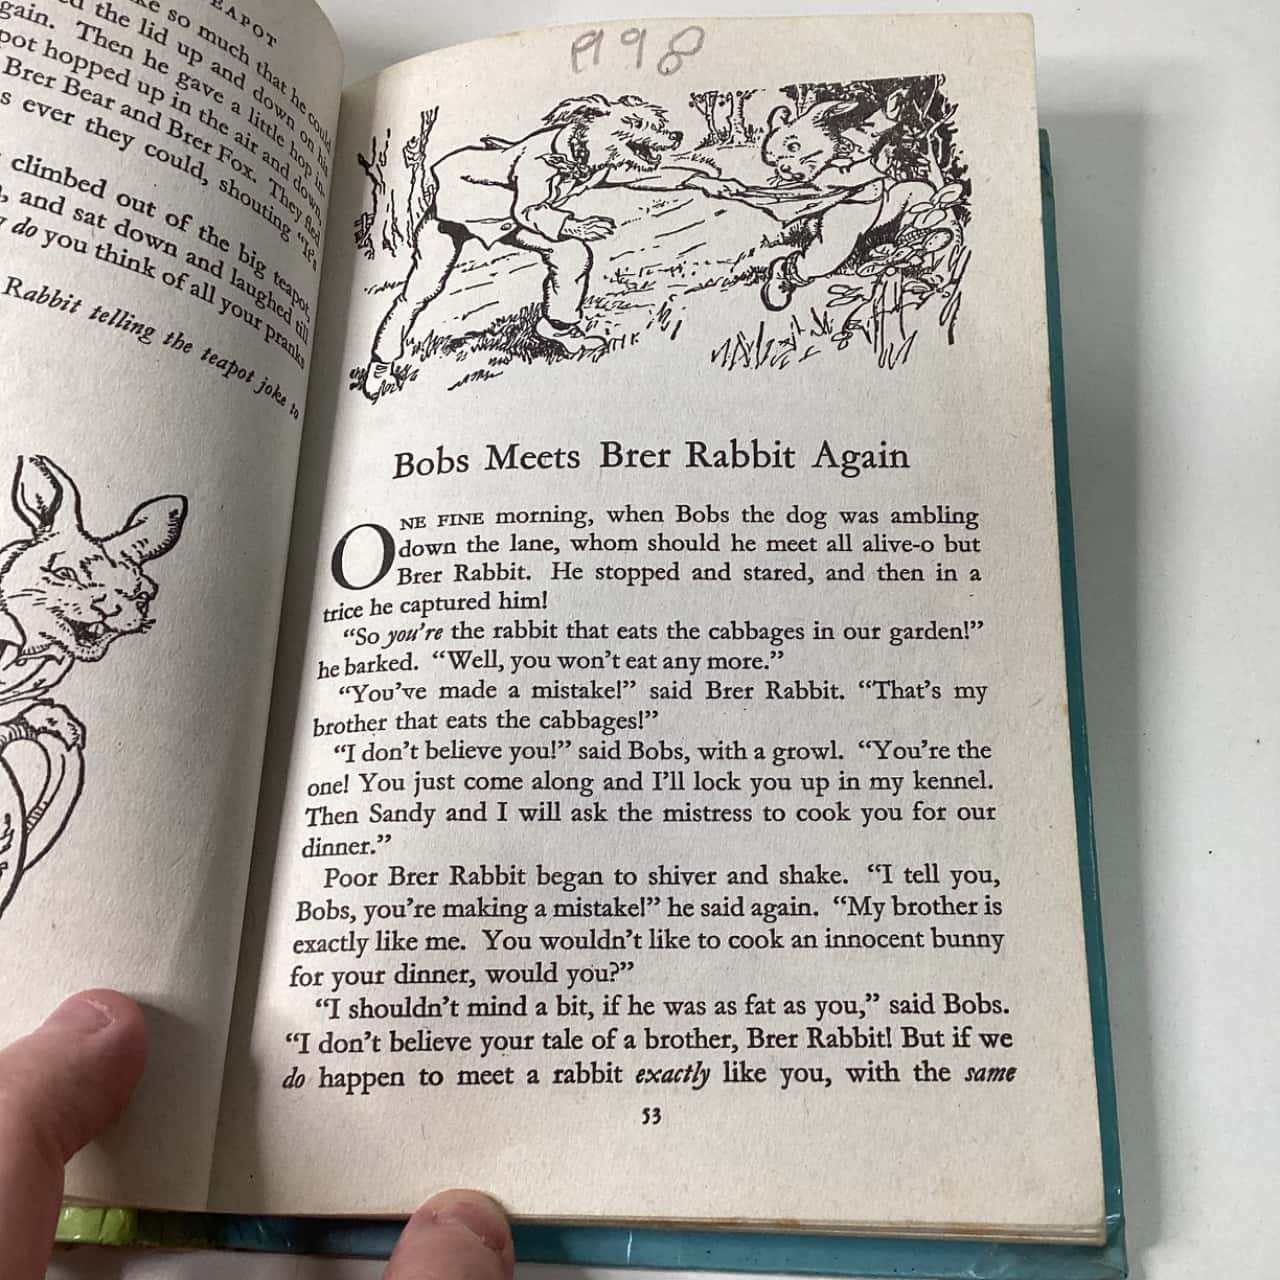 EAPOT
so much that he could
the lid up and down on his
gain. Then he gave a little hop in-
pot hopped up in the air and down,
Brer Bear and Brer Fox. They fled
s ever they could, shouting "It's
climbed out of the big teapot,
, and sat down and laughed till
do you think of all your pranks
Rabbit telling the teapot joke to
998
Bobs Meets Brer Rabbit Again
ONE FINE morning, when Bobs the dog was ambling
down the lane, whom should he meet all alive-o but
Brer Rabbit. He stopped and stared, and then in a
trice he captured him!
"So you're the rabbit that eats the cabbages in our garden!"
he barked. "Well, you won't eat any more."
"You've made a mistake!" said Brer Rabbit. "That's my
brother that eats the cabbages!"
"I don't believe you!" said Bobs, with a growl. "You're the
one! You just come along and I'll lock you up in my kennel.
Then Sandy and I will ask the mistress to cook you for our
dinner."
Poor Brer Rabbit began to shiver and shake. "I tell you,
Bobs, you're making a mistake!" he said again. "My brother is
exactly like me. You wouldn't like to cook an innocent bunny
for your dinner, would you?"
"I shouldn't mind a bit, if he was as fat as you," said Bobs.
"I don't believe your tale of a brother, Brer Rabbit! But if we
do happen to meet a rabbit exactly like you, with the same
53